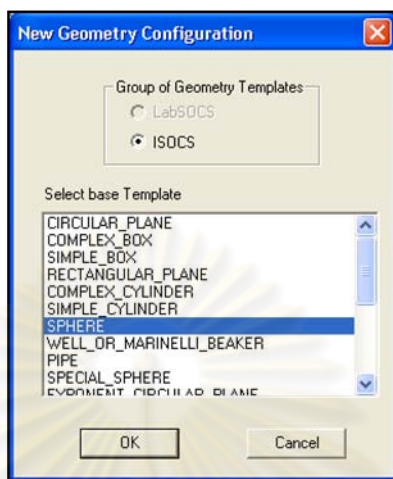 New Geometry Configuration
Group of Geometry Templates
LabSOCS
ISOCS
Select base Template
CIRCULAR_PLANE
COMPLEX_BOX
SIMPLE_BOX
RECTANGULAR_PLANE
COMPLEX_CYLINDER
SIMPLE_CYLINDER
SPHERE
WELL_OR_MARINELLI_BEAKER
PIPE
SPECIAL_SPHERE
EXPONENT_CIRCULAR_PLANE
OK
Cancel